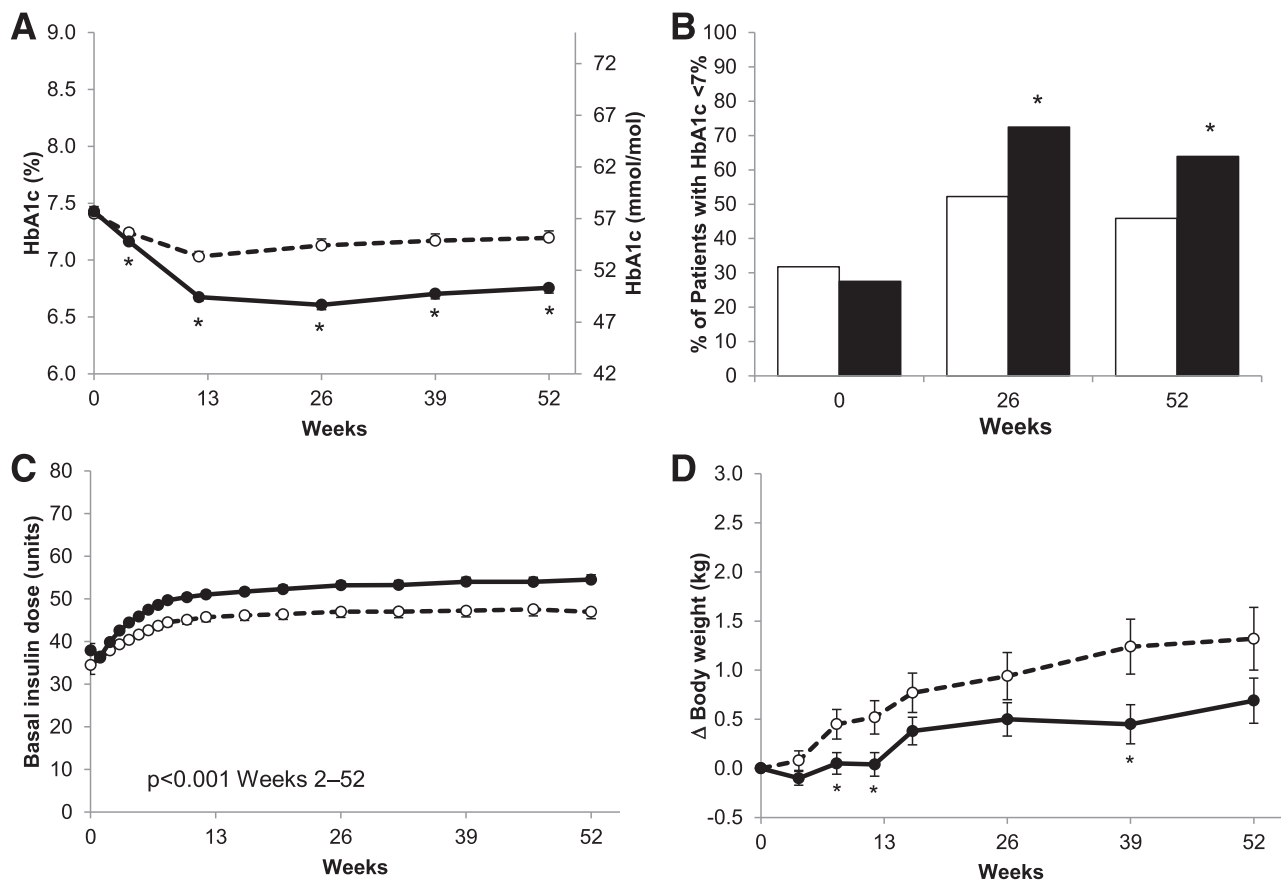 A
9.0
8.5
8.0
7.5
7.0
6.5
6.0
HbA1c (%)
72
67
62
57
52
47
42
HbA1c (mmol/mol)
*
*
*
*
*
0 13 26 39 52
Weeks
B
100
90
80
70
60
50
40
30
20
10
0
% of Patients with HbA1c <7%
*
*
0 26 52
Weeks
C
80
70
60
50
40
30
20
10
0
Basal insulin dose (units)
p<0.001 Weeks 2–52
0 13 26 39 52
Weeks
D
3.0
2.5
2.0
1.5
1.0
0.5
0.0
-0.5
Δ Body weight (kg)
*
*
*
0 13 26 39 52
Weeks